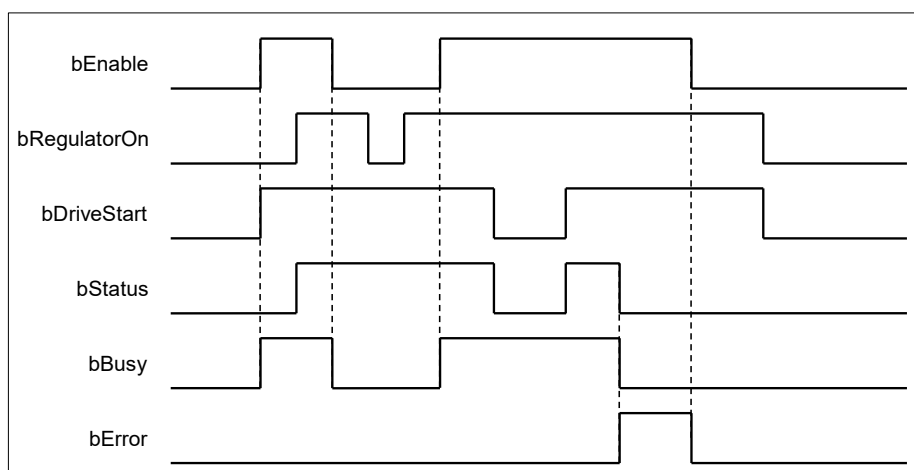 bEnable
bRegulatorOn
bDriveStart
bStatus
bBusy
bError